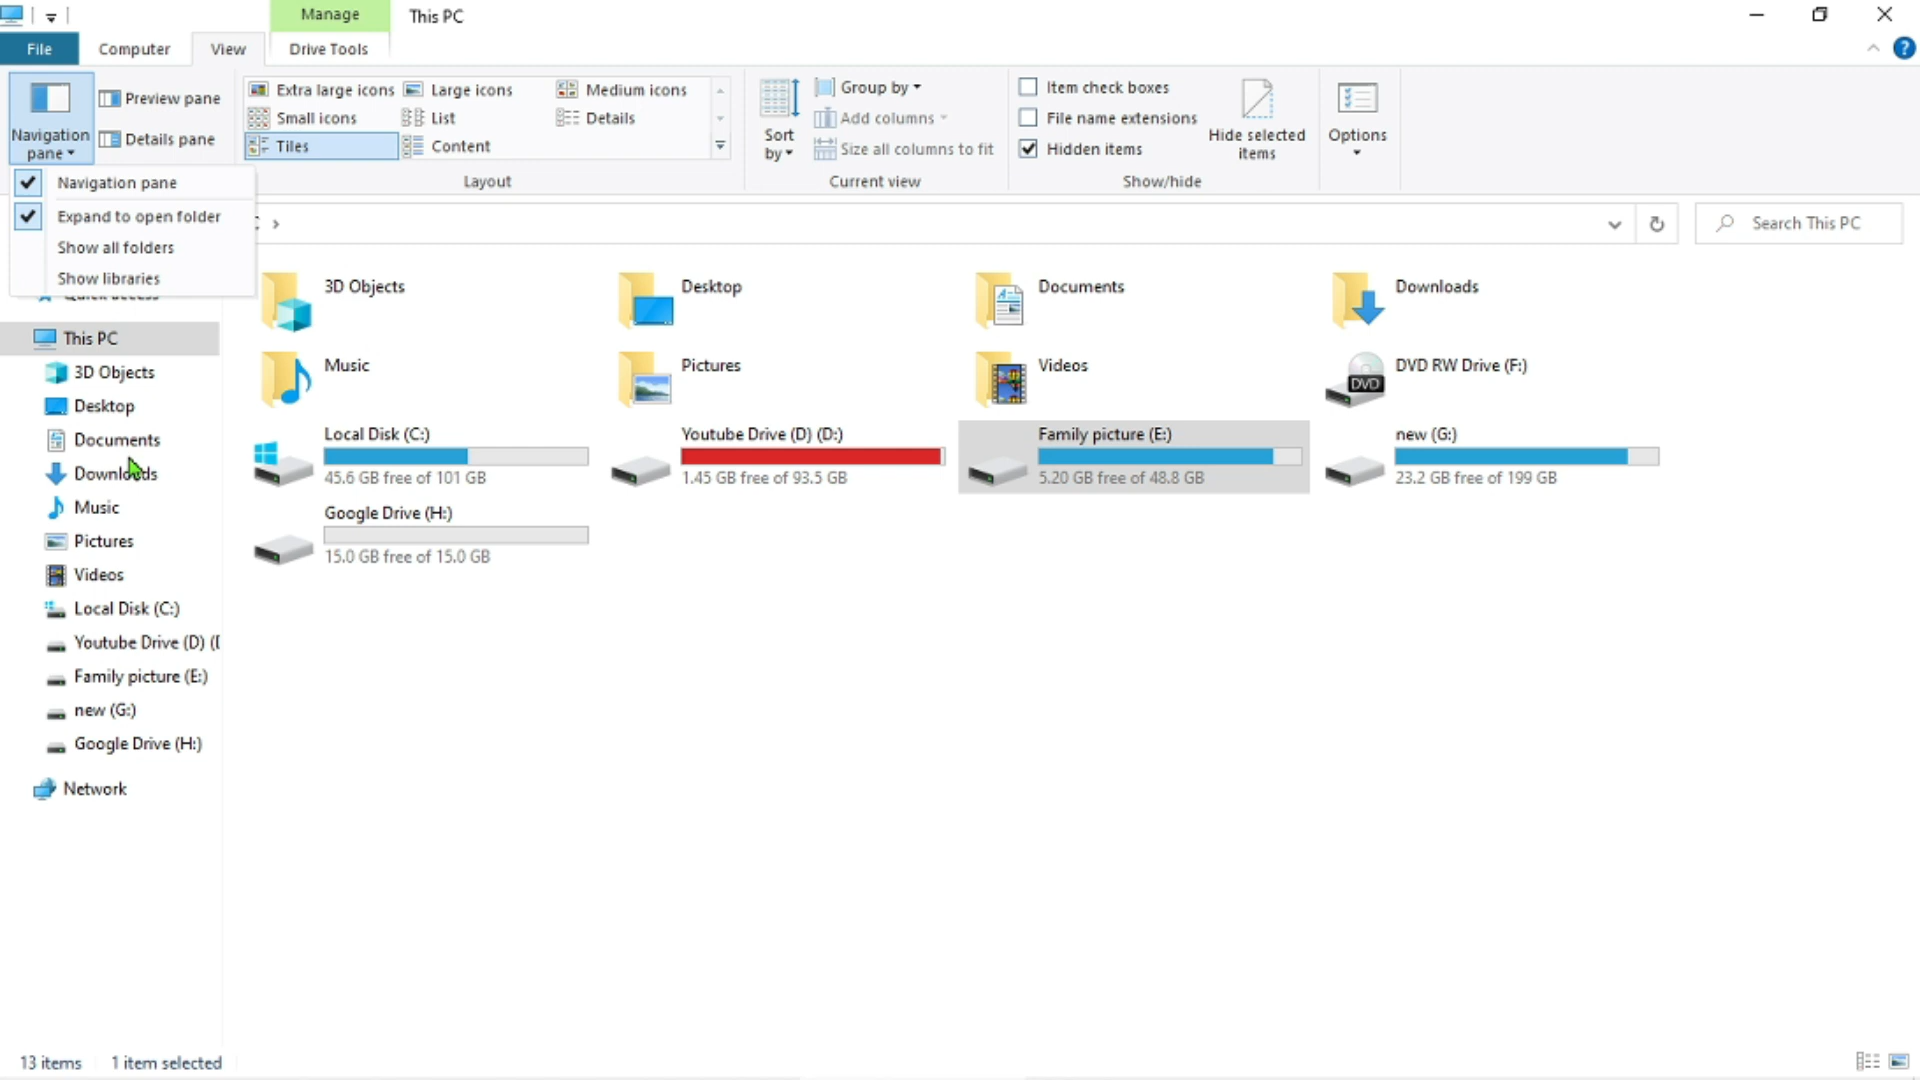 Manage
This PC
File
Computer
View
Drive Tools
Navigation
pane
Preview pane
Details pane
Extra large icons
Large icons
Medium icons
Small icons
List
Details
Tiles
Content
Layout
Sort
by
Group by
Add columns
Size all columns to fit
Current view
Item check boxes
File name extensions
Hidden items
Hide selected
items
Show/hide
Options
Navigation pane
Expand to open folder
Show all folders
Show libraries
Search This PC
Quick access
This PC
3D Objects
Desktop
Documents
Downloads
Music
Pictures
Videos
Local Disk (C:)
Youtube Drive (D) (
Family picture (E:)
new (G:)
Google Drive (H:)
Network
3D Objects
Desktop
Documents
Downloads
Music
Pictures
Videos
DVD
DVD RW Drive (F:)
Local Disk (C:)
45.6 GB free of 101 GB
Youtube Drive (D) (D:)
1.45 GB free of 93.5 GB
Family picture (E:)
5.20 GB free of 48.8 GB
new (G:)
23.2 GB free of 199 GB
Google Drive (H:)
15.0 GB free of 15.0 GB
13 items
1 item selected